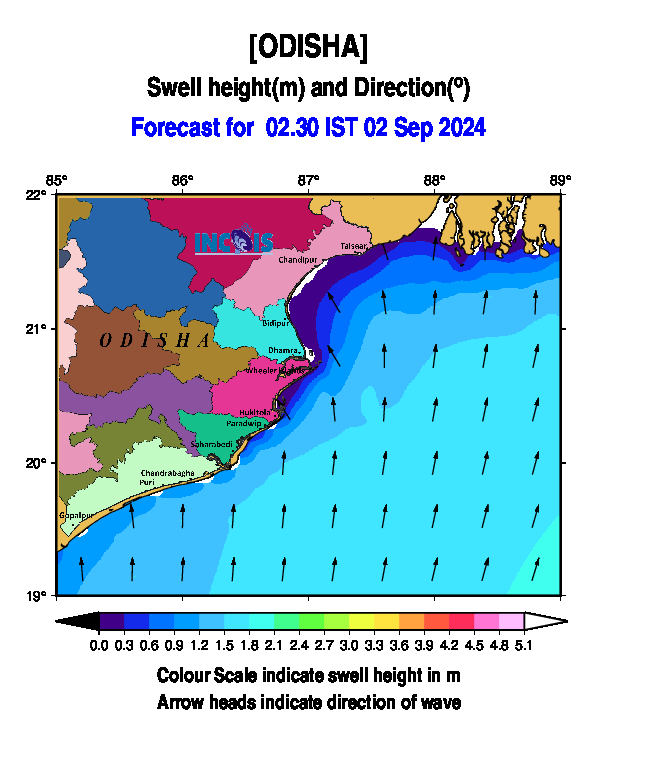 [ODISHA]
Swell height(m) and Direction(º)
Forecast for 02.30 IST 02 Sep 2024
85° 86° 87° 88° 89°
22°
INCOIS
Talsear
Chandipur
21°
Bidipur
ODISHA
Dhamra
Wheeler
Hukitola
Paradwip
Saharabedi
20°
Chendrabaghe
Puri
Gopalpur
19°
0.0 0.3 0.6 0.9 1.2 1.5 1.8 2.1 2.4 2.7 3.0 3.3 3.6 3.9 4.2 4.5 4.8 5.1
Colour Scale indicate swell height in m
Arrow heads indicate direction of wave